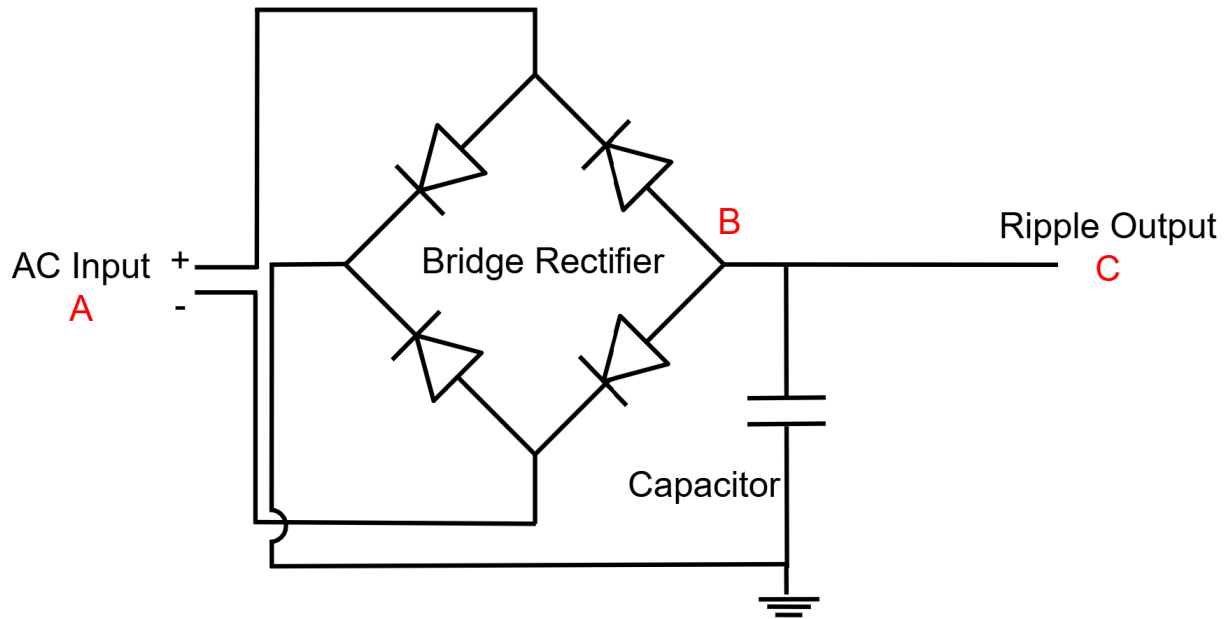 Ripple Output
C
B
AC Input +
A -
Bridge Rectifier
Capacitor